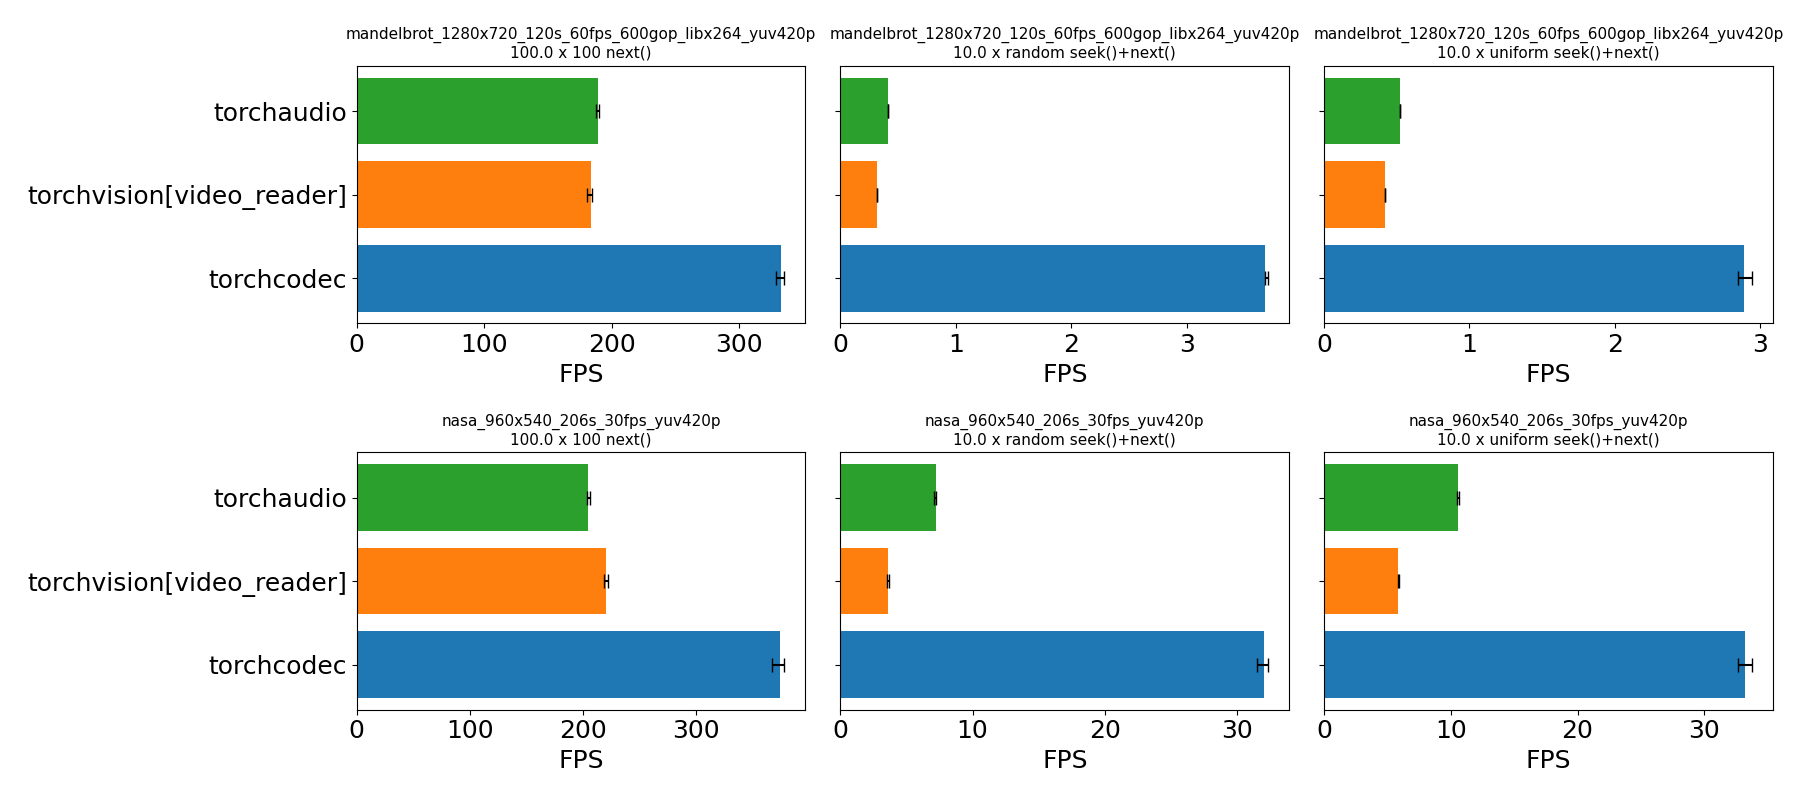 mandelbrot_1280x720_120s_60fps_600gop_libx264_yuv420p
100.0 x 100 next()
mandelbrot_1280x720_120s_60fps_600gop_libx264_yuv420p
10.0 x random seek()+next()
mandelbrot_1280x720_120s_60fps_600gop_libx264_yuv420p
10.0 x uniform seek()+next()
torchaudio
torchvision[video_reader]
torchcodec
0 100 200 300
0 1 2 3
0 1 2 3
FPS
FPS
FPS
nasa_960x540_206s_30fps_yuv420p
100.0 x 100 next()
nasa_960x540_206s_30fps_yuv420p
10.0 x random seek()+next()
nasa_960x540_206s_30fps_yuv420p
10.0 x uniform seek()+next()
torchaudio
torchvision[video_reader]
torchcodec
0 100 200 300
0 10 20 30
0 10 20 30
FPS
FPS
FPS